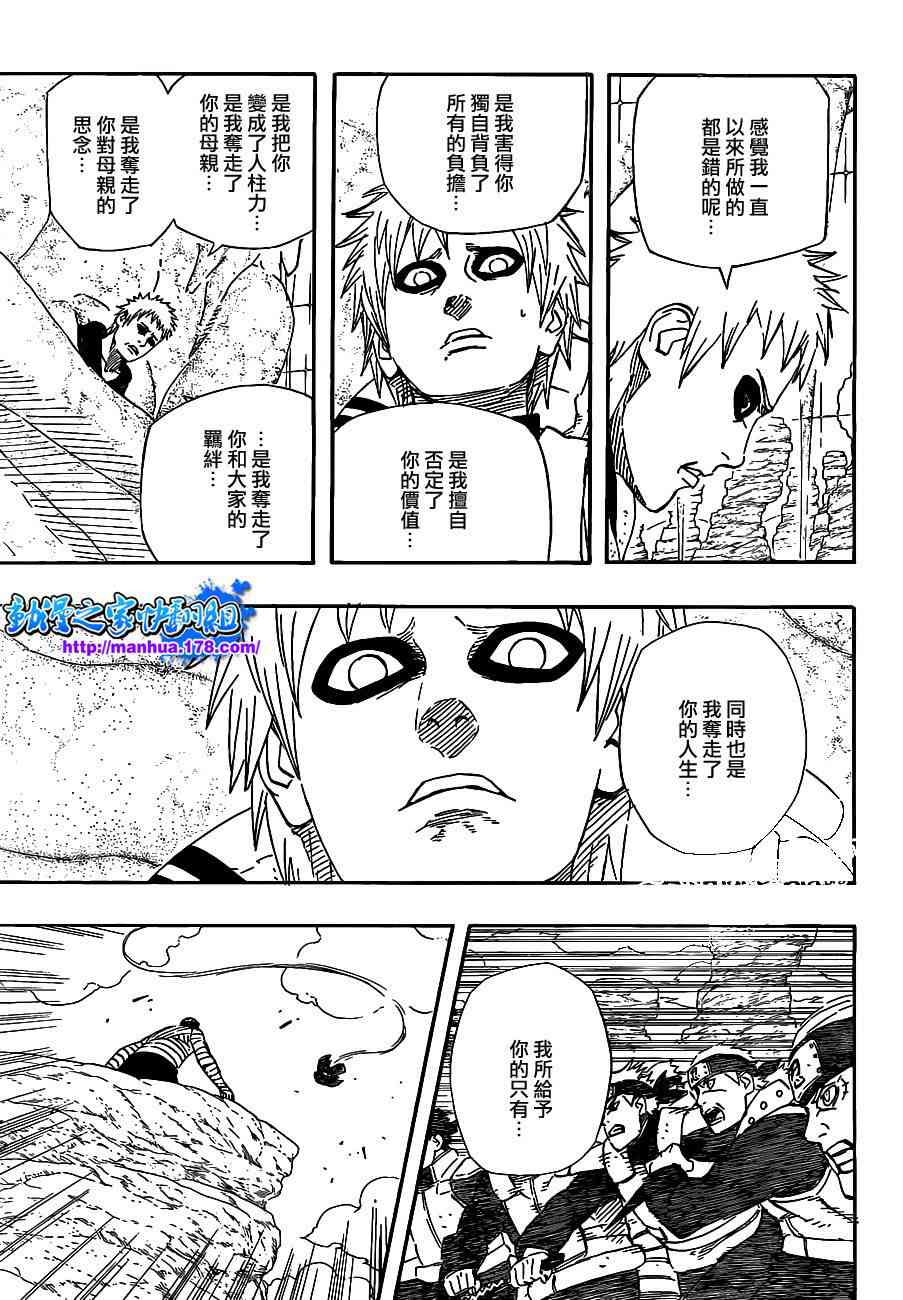 感覺我一直
以來所做的
都是錯的呢…
是我害得你
獨自背負了
所有的負擔…
是我擅自
否定了
你的價值…
是我把你
變成了人柱力…
是我奪走了
你的母親…
是我奪走了
你對母親的
思念…
…是我奪走了
你和大家的
羈絆…
動漫之家快翻組
http://manhua.178.com/
同時也是
我奪走了
你的人生…
我所給予
你的只有…